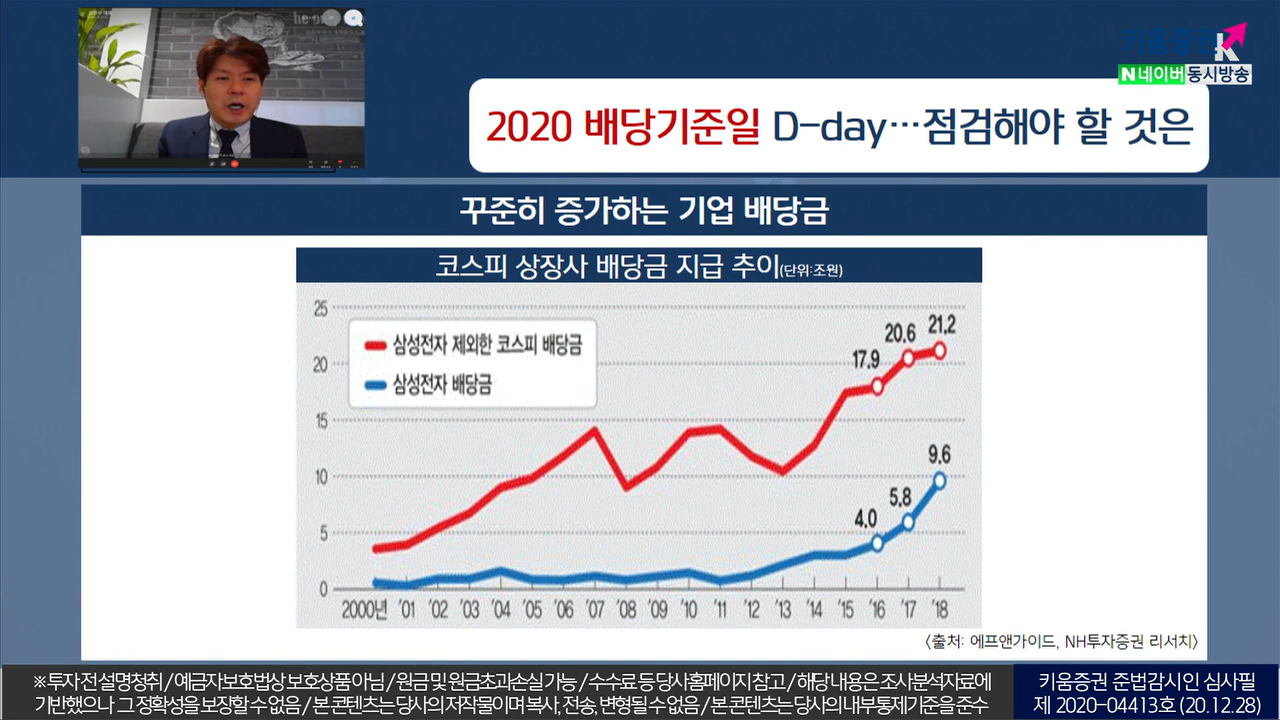 he
키움증권
N 네이버 동시방송
2020 배당기준일 D-day…점검해야 할 것은
꾸준히 증가하는 기업 배당금
코스피 상장사 배당금 지급 추이(단위:조원)
25
20
15
10
5
0
삼성전자 제외한 코스피 배당금
삼성전자 배당금
17.9
20.6
21.2
4.0
5.8
9.6
2000년 '01 '02 '03 '04 '05 '06 '07 '08 '09 '10 '11 '12 '13 '14 '15 '16 '17 '18
<출처: 에프앤가이드, NH투자증권 리서치>
※ 투자 전 설명청취 / 예금자보호법상 보호상품 아님 / 원금 및 원금초과손실 가능 / 수수료 등 당사홈페이지 참고 / 해당 내용은 조사분석자료에
기반했으나 그 정확성을 보장할 수 없음 / 본 콘텐츠는 당사의 저작물이며 복사, 전송, 변형될 수 없음 / 본 콘텐츠는 당사의 내부통제기준을 준수
키움증권 준법감시인 심사필
제 2020-04413호 (20.12.28)